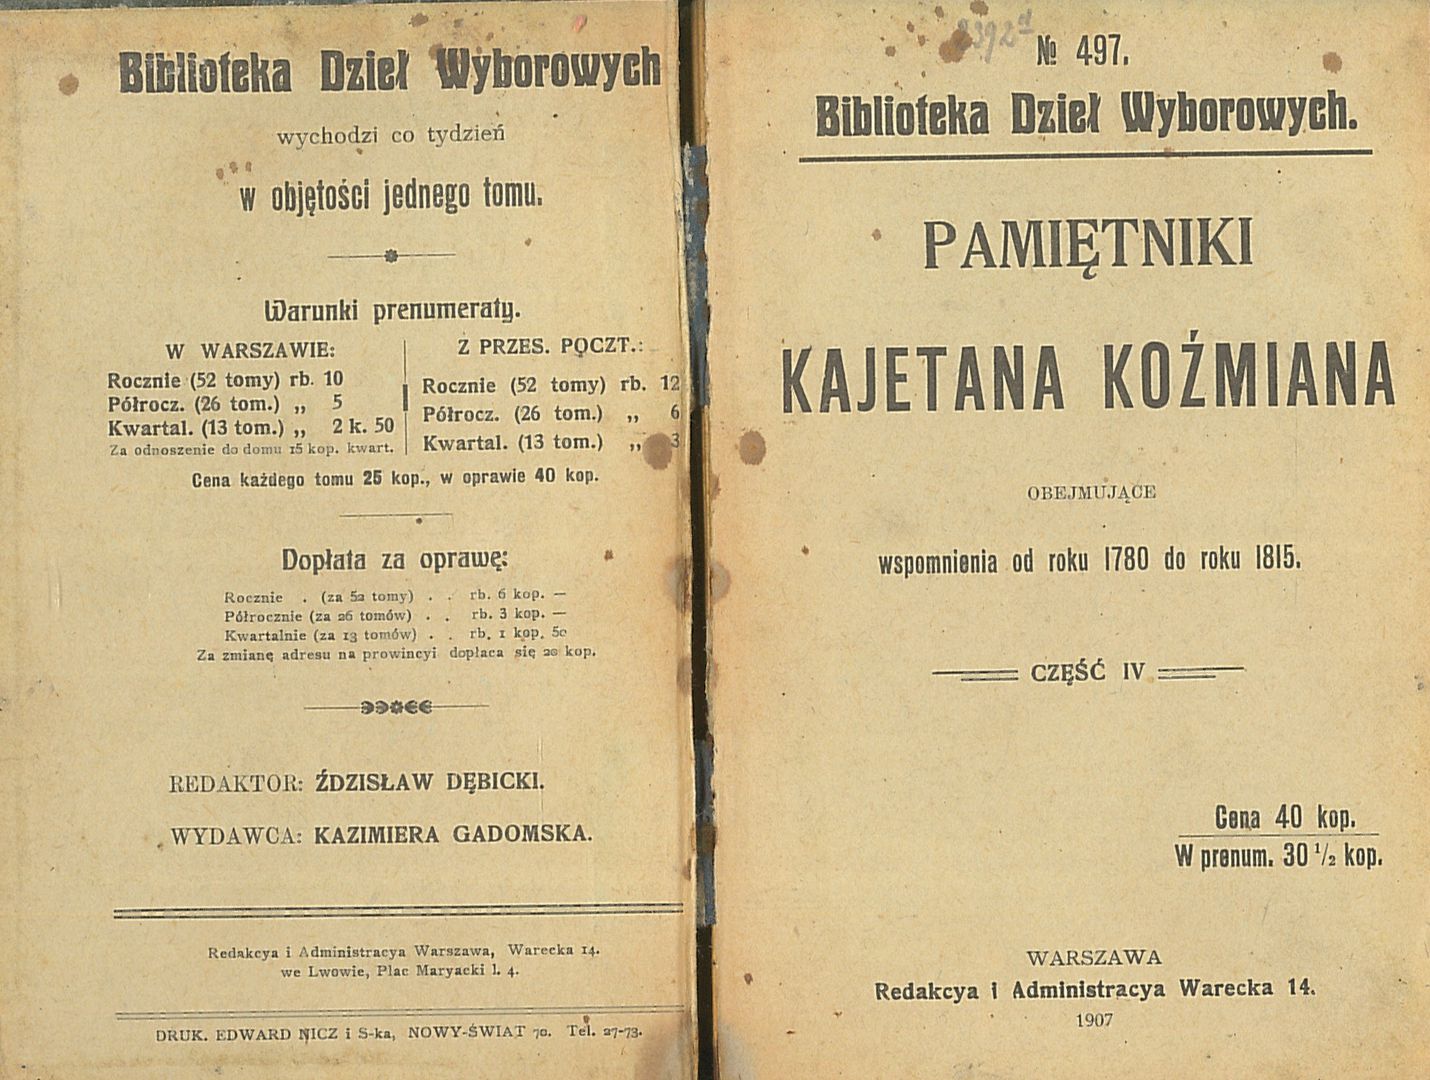 Biblioteka Dzieł Wyborowych
wychodzi co tydzień
w objętości jednego tomu.
Warunki prenumeraty.
W WARSZAWIE:
Rocznie (52 tomy) rb. 10
Półrocz. (26 tom.) „ 5
Kwartal. (13 tom.) „ 2 k. 50
Za odnoszenie do domu 15 kop. kwart.
Z PRZES. POCZT.:
Rocznie (52 tomy) rb. 12
Półrocz. (26 tom.) „ 6
Kwartal. (13 tom.) „ 3
Cena każdego tomu 25 kop., w oprawie 40 kop.
Dopłata za oprawę:
Rocznie . (za 52 tomy) . . rb. 6 kop. —
Półrocznie (za 26 tomów) . . rb. 3 kop. —
Kwartalnie (za 13 tomów) . . rb. 1 kop. 50
Za zmianę adresu na prowincyi dopłaca się 20 kop.
REDAKTOR: ŹDZISŁAW DĘBICKI.
WYDAWCA: KAZIMIERA GADOMSKA.
Redakcya i Administracya Warszawa, Warecka 14.
we Lwowie, Plac Maryacki l. 4.
DRUK. EDWARD NICZ i S-ka, NOWY-ŚWIAT 70. Tel. 27-73.
№ 497.
Biblioteka Dzieł Wyborowych.
PAMIĘTNIKI
KAJETANA KOŹMIANA
OBEJMUJĄCE
wspomnienia od roku 1780 do roku 1815.
CZĘŚĆ IV
Cena 40 kop.
W prenum. 30 1/2 kop.
WARSZAWA
Redakcya i Administracya Warecka 14.
1907